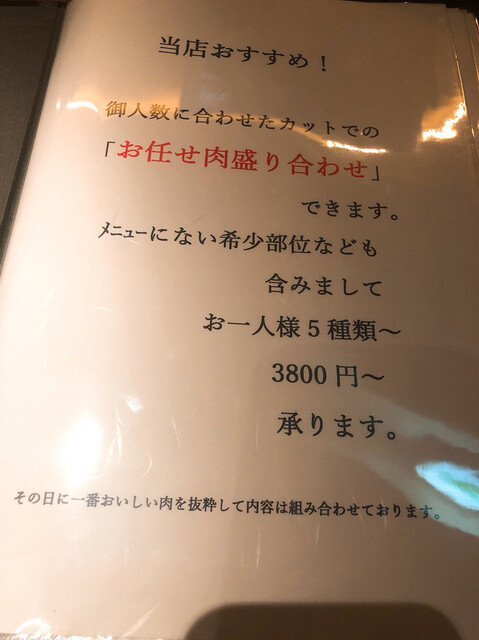 当店おすすめ！
御人数に合わせたカットでの
「お任せ肉盛り合わせ」
できます。
ﾒﾆｭｰにない希少部位なども
含みまして
お一人様５種類～
3800円～
承ります。
その日に一番おいしい肉を抜粋して内容は組み合わせております。